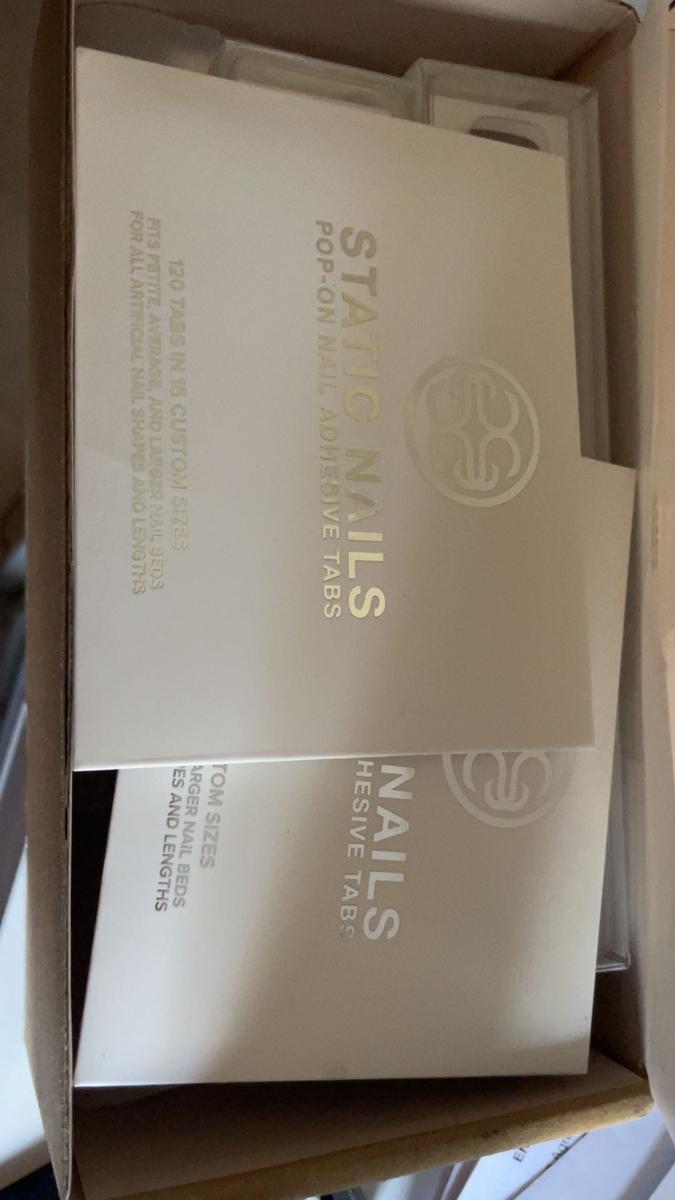 STATIC NAILS
POP-ON NAIL ADHESIVE TABS
120 TABS IN 15 CUSTOM SIZES
FITS PETITE, AVERAGE, AND LARGER NAIL BEDS
FOR ALL ARTIFICIAL NAIL SHAPES AND LENGTHS
NAILS
HESIVE TABS
TOM SIZES
ARGER NAIL BEDS
ES AND LENGTHS